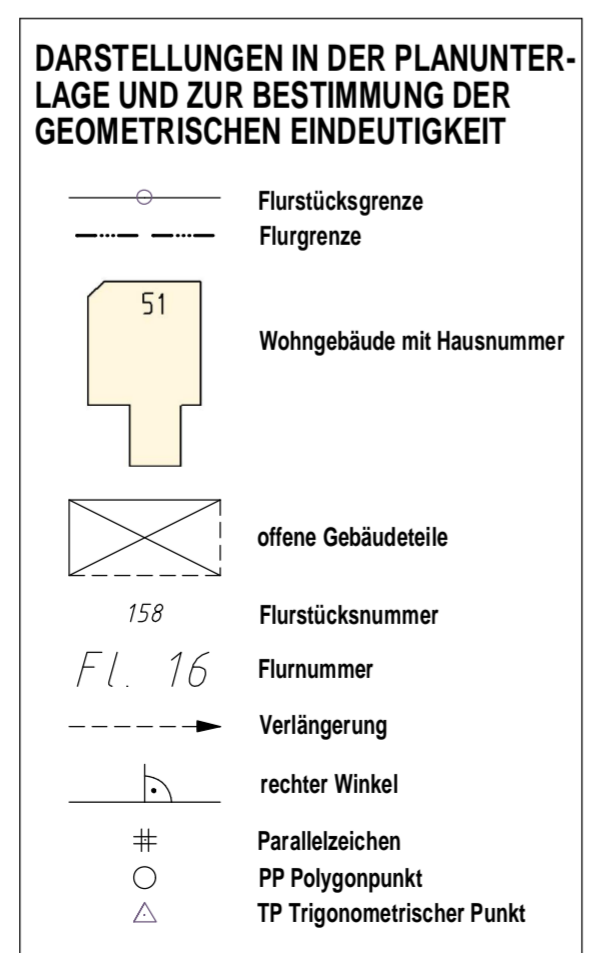 DARSTELLUNGEN IN DER PLANUNTER-
LAGE UND ZUR BESTIMMUNG DER
GEOMETRISCHEN EINDEUTIGKEIT
Flurstücksgrenze
Flurgrenze
51
Wohngebäude mit Hausnummer
offene Gebäudeteile
158 Flurstücksnummer
Fl. 16 Flurnummer
Verlängerung
rechter Winkel
Parallelzeichen
PP Polygonpunkt
TP Trigonometrischer Punkt